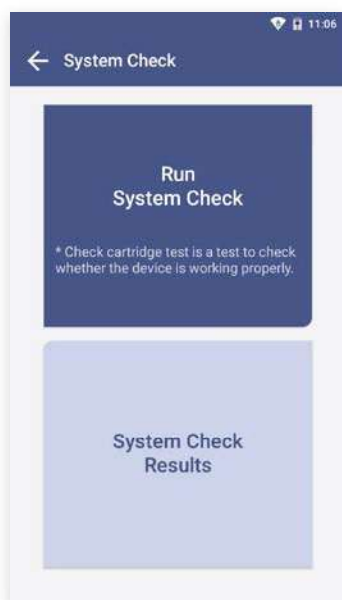 11:06
System Check
Run
System Check
* Check cartridge test is a test to check
whether the device is working properly.
System Check
Results